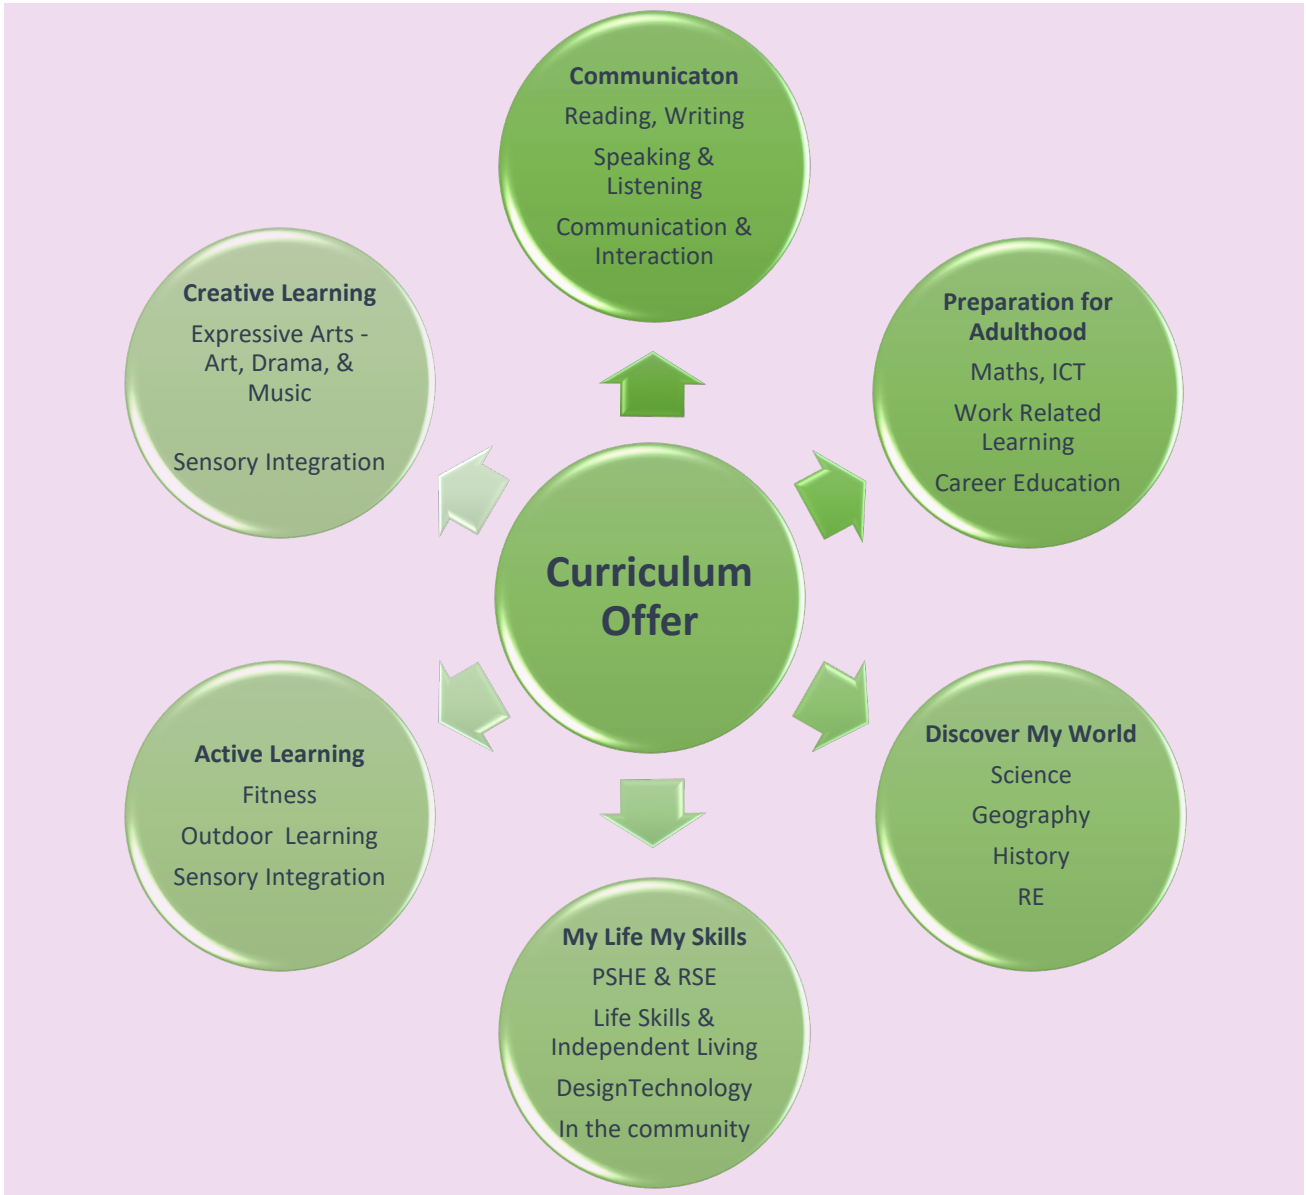 Communicaton
Reading, Writing
Speaking &
Listening
Communication &
Interaction
Preparation for
Adulthood
Maths, ICT
Work Related
Learning
Career Education
Discover My World
Science
Geography
History
RE
My Life My Skills
PSHE & RSE
Life Skills &
Independent Living
DesignTechnology
In the community
Active Learning
Fitness
Outdoor  Learning
Sensory Integration
Creative Learning
Expressive Arts -
Art, Drama, &
Music
Sensory Integration
Curriculum
Offer